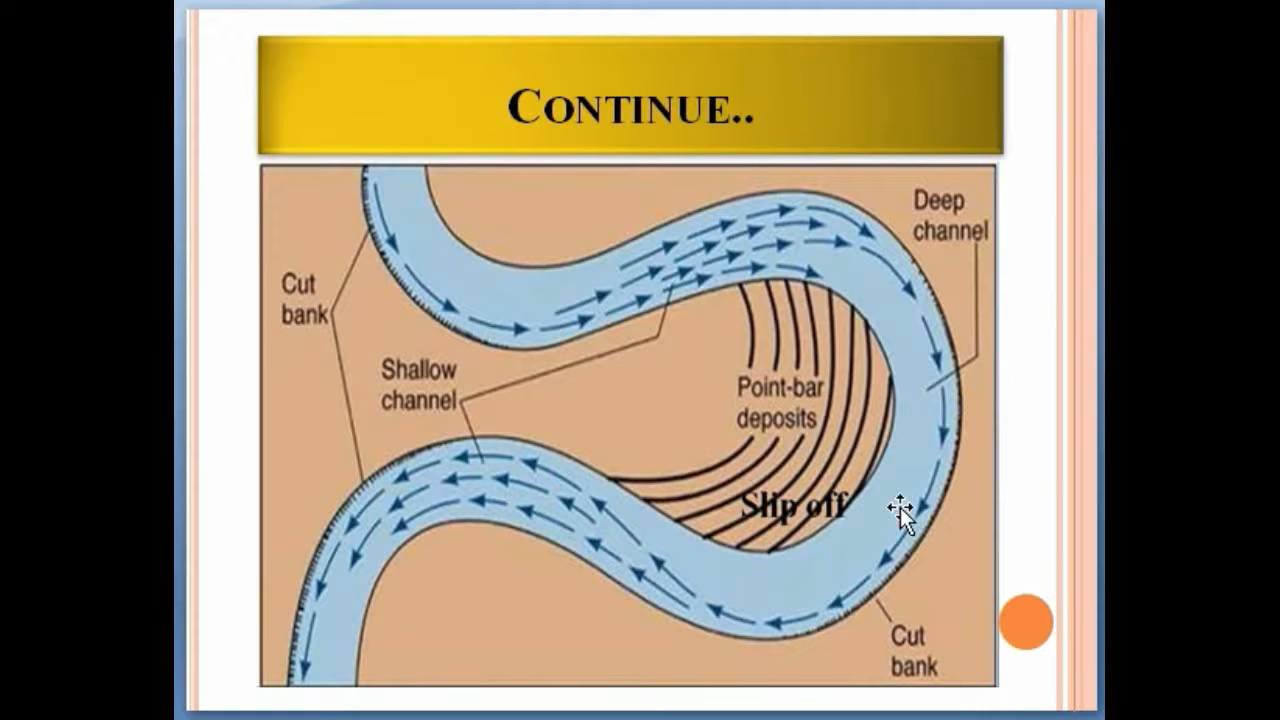 CONTINUE..
Deep
channel
Cut
bank
Shallow
channel
Point-bar
deposits
Slip off
Cut
bank